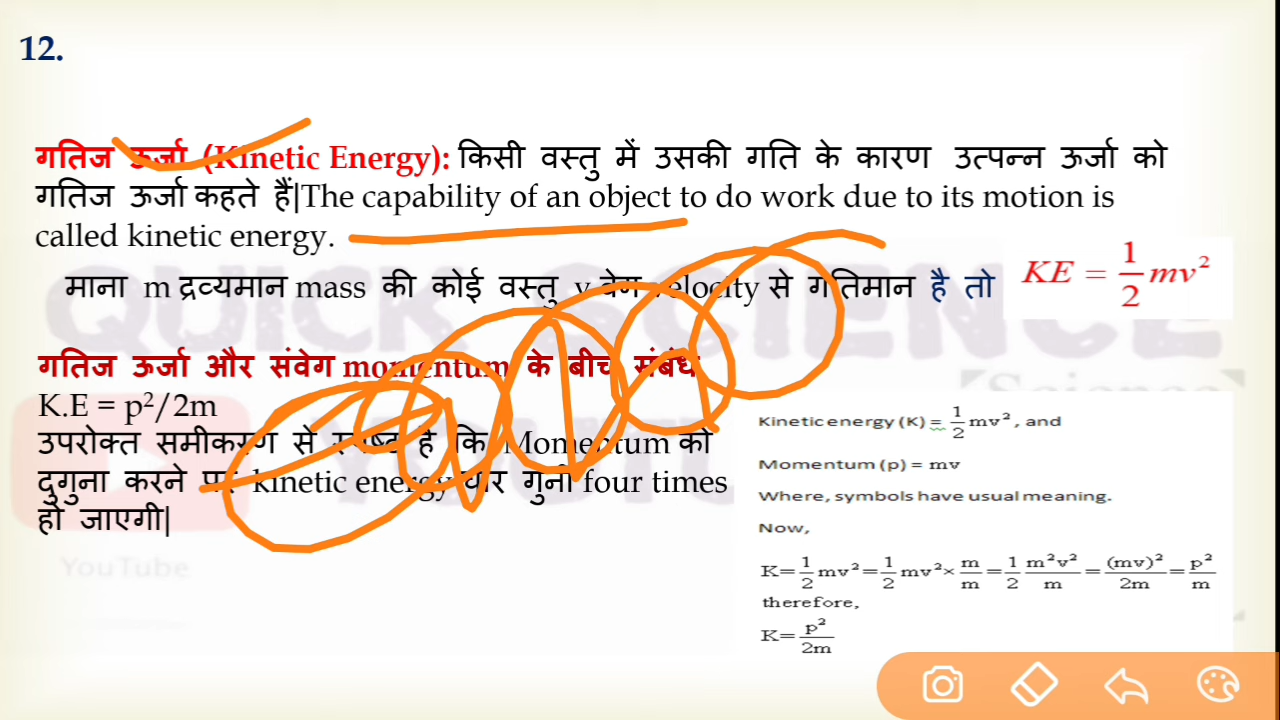 12.
गतिज ऊर्जा (Kinetic Energy): किसी वस्तु में उसकी गति के कारण उत्पन्न ऊर्जा को
गतिज ऊर्जा कहते हैं|The capability of an object to do work due to its motion is
called kinetic energy.
माना m द्रव्यमान mass की कोई वस्तु v वेग velocity से गतिमान है तो
KE = 1/2 mv²
गतिज ऊर्जा और संवेग momentum के बीच संबंध
K.E = p²/2m
उपरोक्त समीकरण से स्पष्ट है कि Momentum को
दुगुना करने पर kinetic energy चार गुनी four times
हो जाएगी|
Kinetic energy (K) = 1/2 mv², and
Momentum (p) = mv
Where, symbols have usual meaning.
Now,
K=1/2 mv²=1/2 mv²×m/m=1/2 m²v²/m=(mv)²/2m=p²/m
therefore,
K=p²/2m
QUICK SCIENCE
YOUTU
Science
YouTube